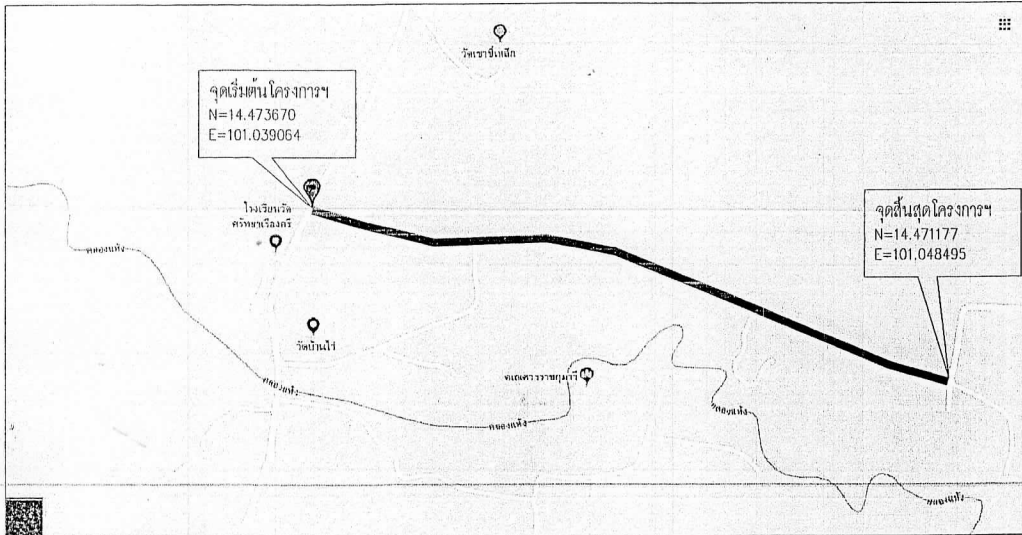 วัดเขาขี้เหล็ก
จุดเริ่มต้นโครงการฯ
N=14.473670
E=101.039064
โรงเรียนวัด
ศรัทธาเรืองศรี
จุดสิ้นสุดโครงการฯ
N=14.471177
E=101.048495
คลองแห้ง
วัดบ้านไร่
คลองแห้ง
คลองแห้ง
คลองแห้ง
คลองแห้ง